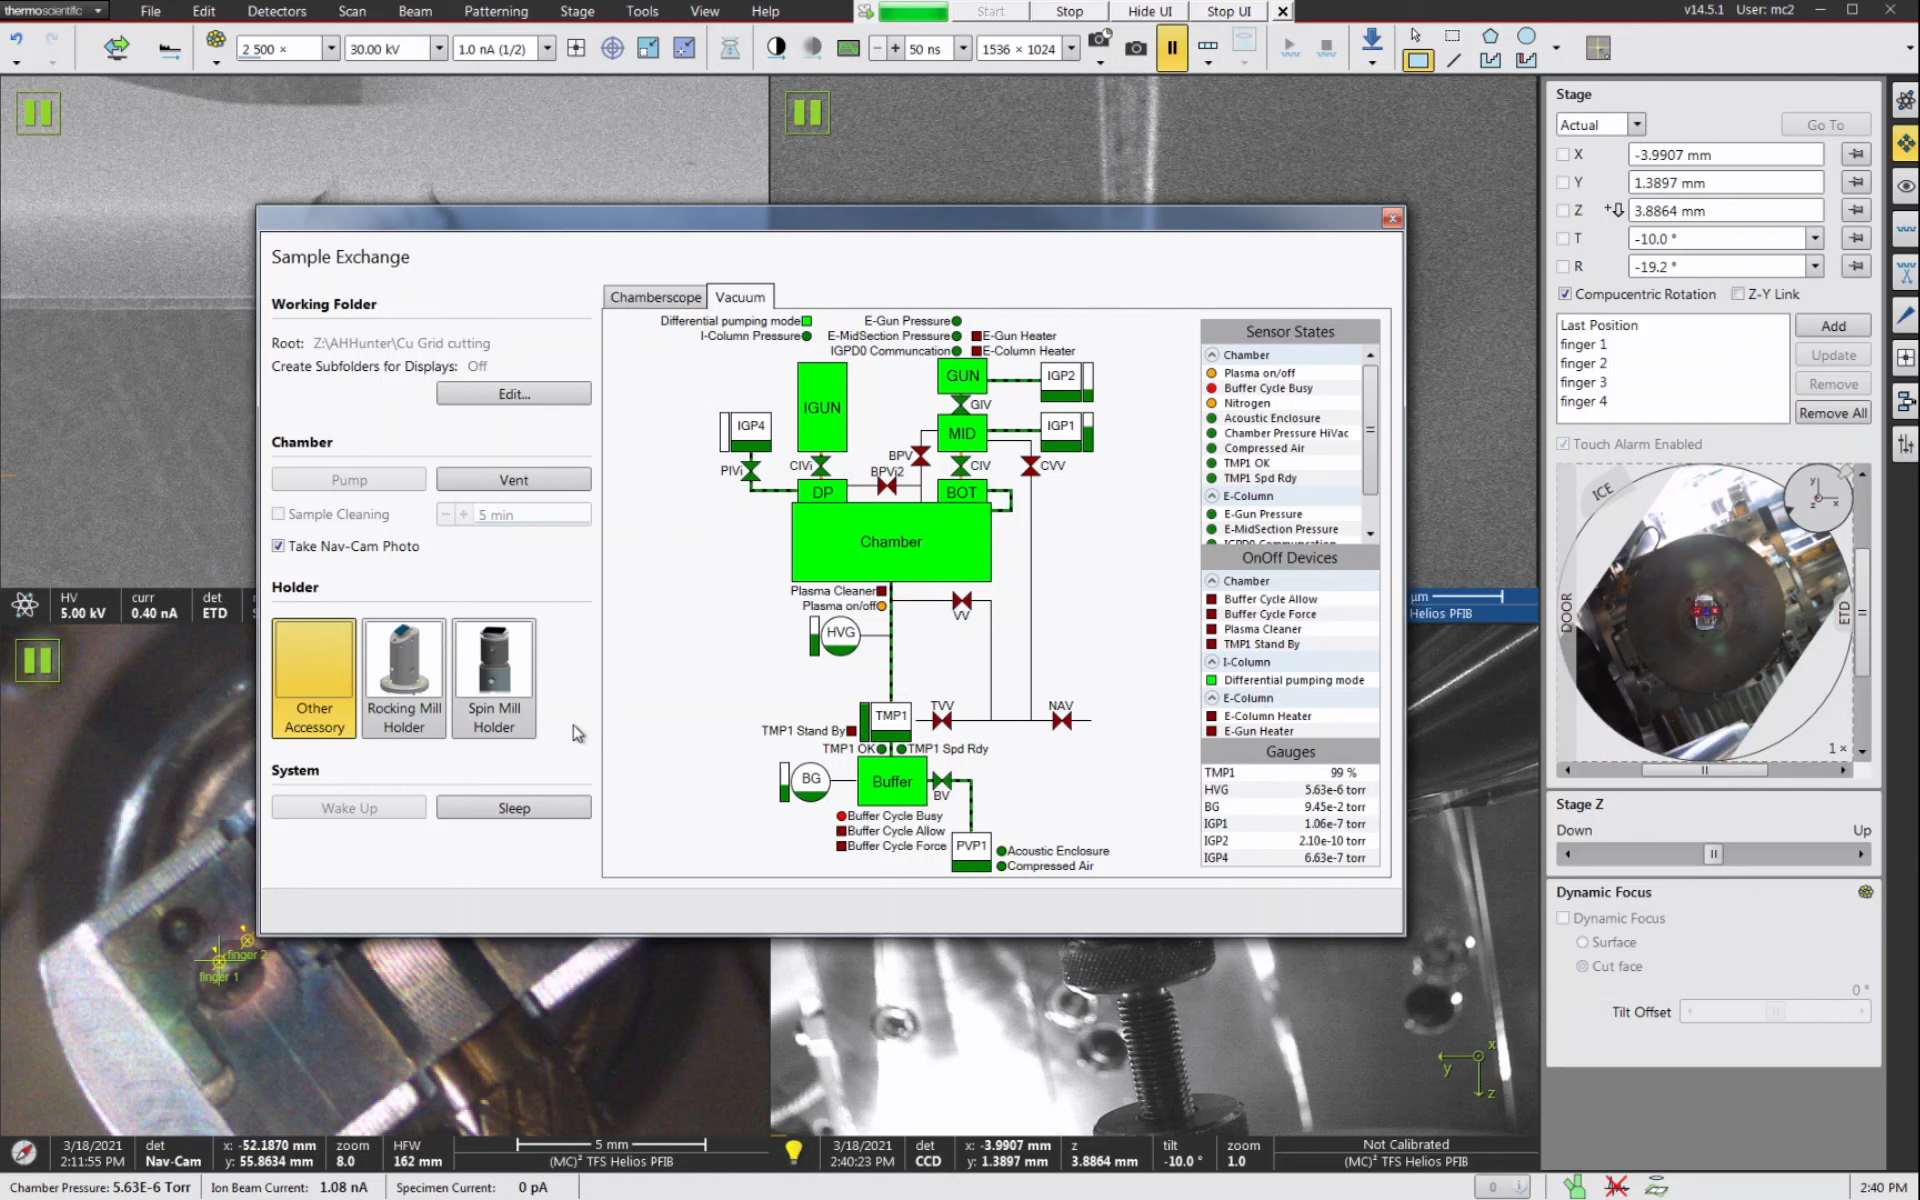 thermoscientific File Edit Detectors Scan Beam Patterning Stage Tools View Help Start Stop Hide UI Stop UI v14.5.1 User: mc2
2 500 × 30.00 kV 1.0 nA (1/2) 50 ns 1536 × 1024
Stage
Actual Go To
X -3.9907 mm
Y 1.3897 mm
Z 3.8864 mm
T -10.0 °
R -19.2 °
Compucentric Rotation Z-Y Link
Last Position
finger 1
finger 2
finger 3
finger 4
Add
Update
Remove
Remove All
Touch Alarm Enabled
ICE
DOOR
ETD
y
z x
1 ×
Stage Z
Down Up
Dynamic Focus
Dynamic Focus
Surface
Cut face
0 °
Tilt Offset
Sample Exchange
Working Folder
Root: Z:\AHHunter\Cu Grid cutting
Create Subfolders for Displays: Off
Edit...
Chamber
Pump Vent
Sample Cleaning 5 min
Take Nav-Cam Photo
Holder
Other Accessory
Rocking Mill Holder
Spin Mill Holder
System
Wake Up Sleep
Chamberscope Vacuum
Differential pumping mode
I-Column Pressure
E-Gun Pressure
E-MidSection Pressure
IGPD0 Communcation
E-Gun Heater
E-Column Heater
IGUN
GUN
IGP2
GIV
IGP4
MID
IGP1
BPV
PIVi
CIVi
BPVi2
CIV
CVV
DP
BOT
Chamber
Plasma Cleaner
Plasma on/off
HVG
VV
TMP1
TVV
NAV
TMP1 Stand By
TMP1 OK
TMP1 Spd Rdy
BG
Buffer
BV
Buffer Cycle Busy
Buffer Cycle Allow
Buffer Cycle Force
PVP1
Acoustic Enclosure
Compressed Air
Sensor States
Chamber
Plasma on/off
Buffer Cycle Busy
Nitrogen
Acoustic Enclosure
Chamber Pressure HiVac
Compressed Air
TMP1 OK
TMP1 Spd Rdy
E-Column
E-Gun Pressure
E-MidSection Pressure
IGPD0 Communcation
OnOff Devices
Chamber
Buffer Cycle Allow
Buffer Cycle Force
Plasma Cleaner
TMP1 Stand By
I-Column
Differential pumping mode
E-Column
E-Column Heater
E-Gun Heater
Gauges
TMP1 99 %
HVG 5.63e-6 torr
BG 9.45e-2 torr
IGP1 1.06e-7 torr
IGP2 2.10e-10 torr
IGP4 6.63e-7 torr
HV curr det
5.00 kV 0.40 nA ETD
µm
Helios PFIB
finger 2
finger 1
x
y
z
3/18/2021 det x: -52.1870 mm zoom HFW 5 mm
2:11:55 PM Nav-Cam y: 55.8634 mm 8.0 162 mm (MC)² TFS Helios PFIB
3/18/2021 det x: -3.9907 mm z tilt zoom Not Calibrated
2:40:23 PM CCD y: 1.3897 mm 3.8864 mm -10.0 ° 1.0 (MC)² TFS Helios PFIB
Chamber Pressure: 5.63E-6 Torr Ion Beam Current: 1.08 nA Specimen Current: 0 pA 0 2:40 PM